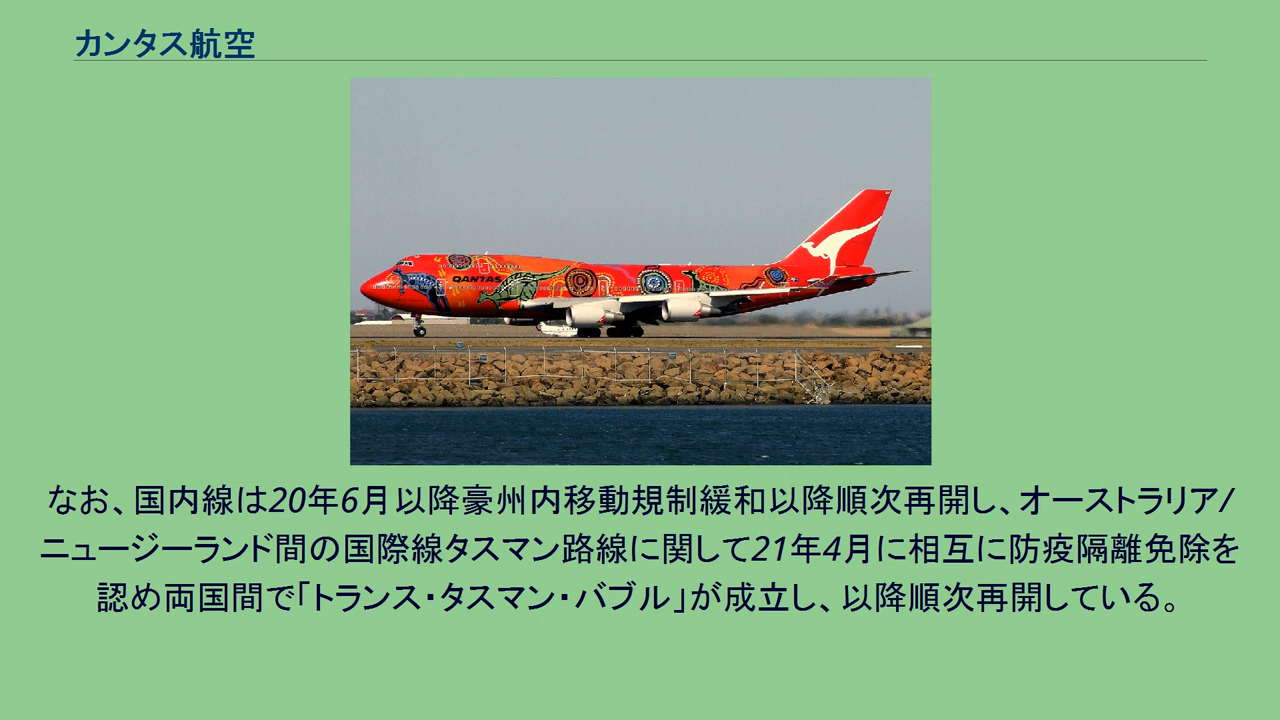 カンタス航空
QANTAS
なお、国内線は20年6月以降豪州内移動規制緩和以降順次再開し、オーストラリア/
ニュージーランド間の国際線タスマン路線に関して21年4月に相互に防疫隔離免除を
認め両国間で「トランス・タスマン・バブル」が成立し、以降順次再開している。